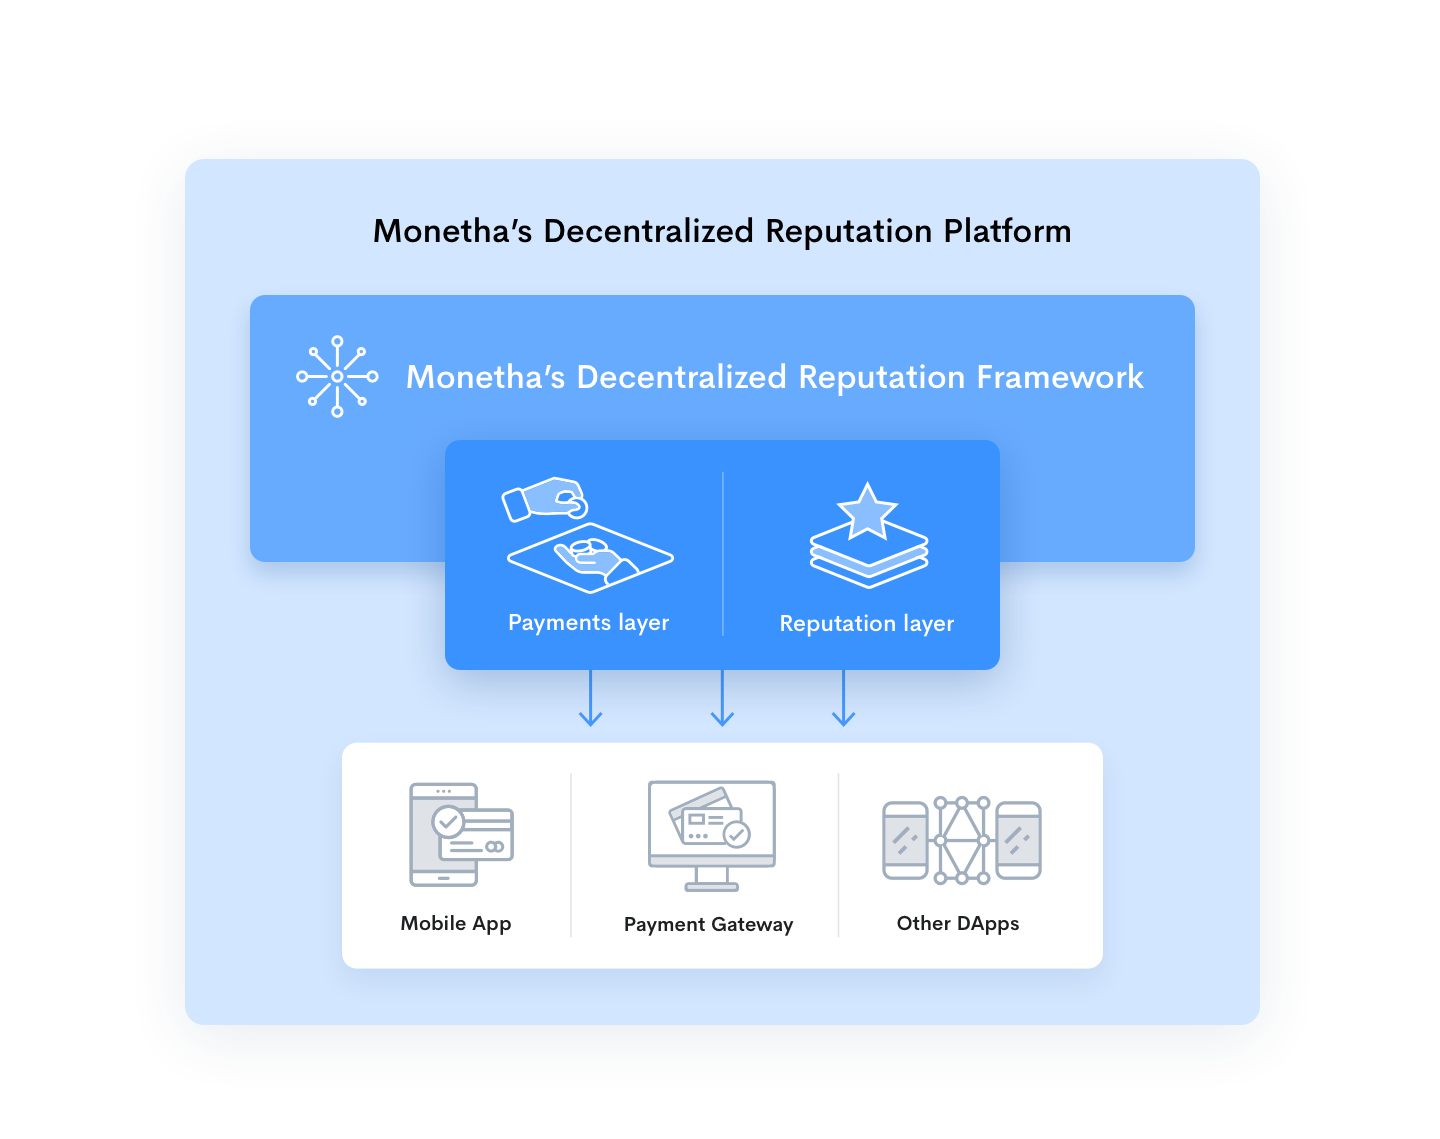 Monetha’s Decentralized Reputation Platform
Monetha’s Decentralized Reputation Framework
Payments layer
Reputation layer
Mobile App
Payment Gateway
Other DApps